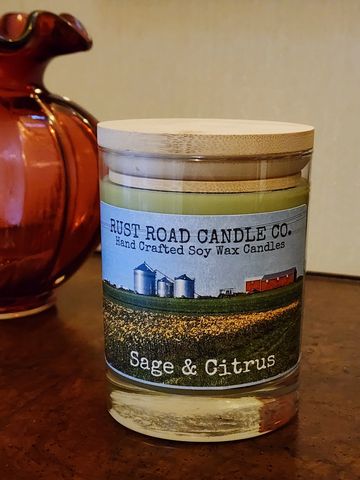 RUST ROAD CANDLE CO.
Hand Crafted Soy Wax Candles
Sage & Citrus